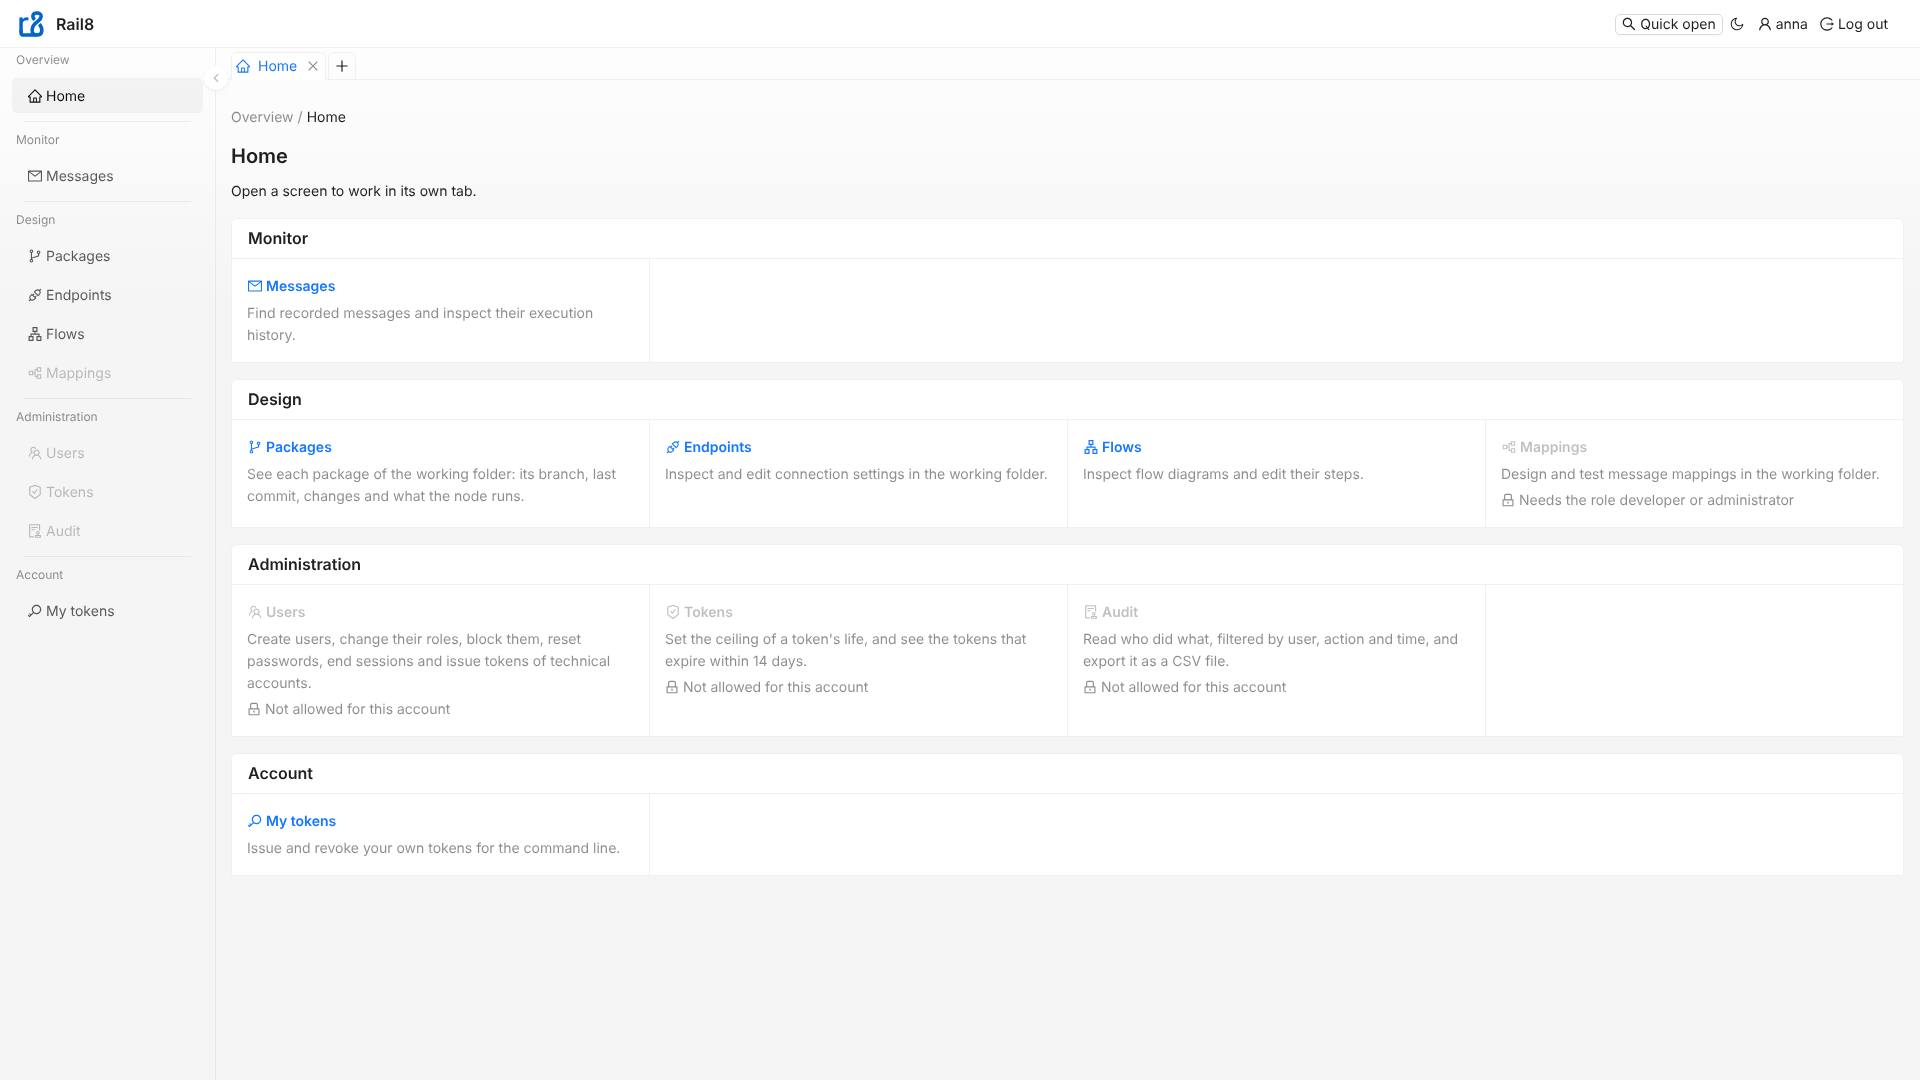 Rail8
Quick open
anna
Log out
Overview
Home
Monitor
Messages
Design
Packages
Endpoints
Flows
Mappings
Administration
Users
Tokens
Audit
Account
My tokens
Home
Overview / Home
Home
Open a screen to work in its own tab.
Monitor
Messages
Find recorded messages and inspect their execution
history.
Design
Packages
See each package of the working folder: its branch, last
commit, changes and what the node runs.
Endpoints
Inspect and edit connection settings in the working folder.
Flows
Inspect flow diagrams and edit their steps.
Mappings
Design and test message mappings in the working folder.
Needs the role developer or administrator
Administration
Users
Create users, change their roles, block them, reset
passwords, end sessions and issue tokens of technical
accounts.
Not allowed for this account
Tokens
Set the ceiling of a token's life, and see the tokens that
expire within 14 days.
Not allowed for this account
Audit
Read who did what, filtered by user, action and time, and
export it as a CSV file.
Not allowed for this account
Account
My tokens
Issue and revoke your own tokens for the command line.